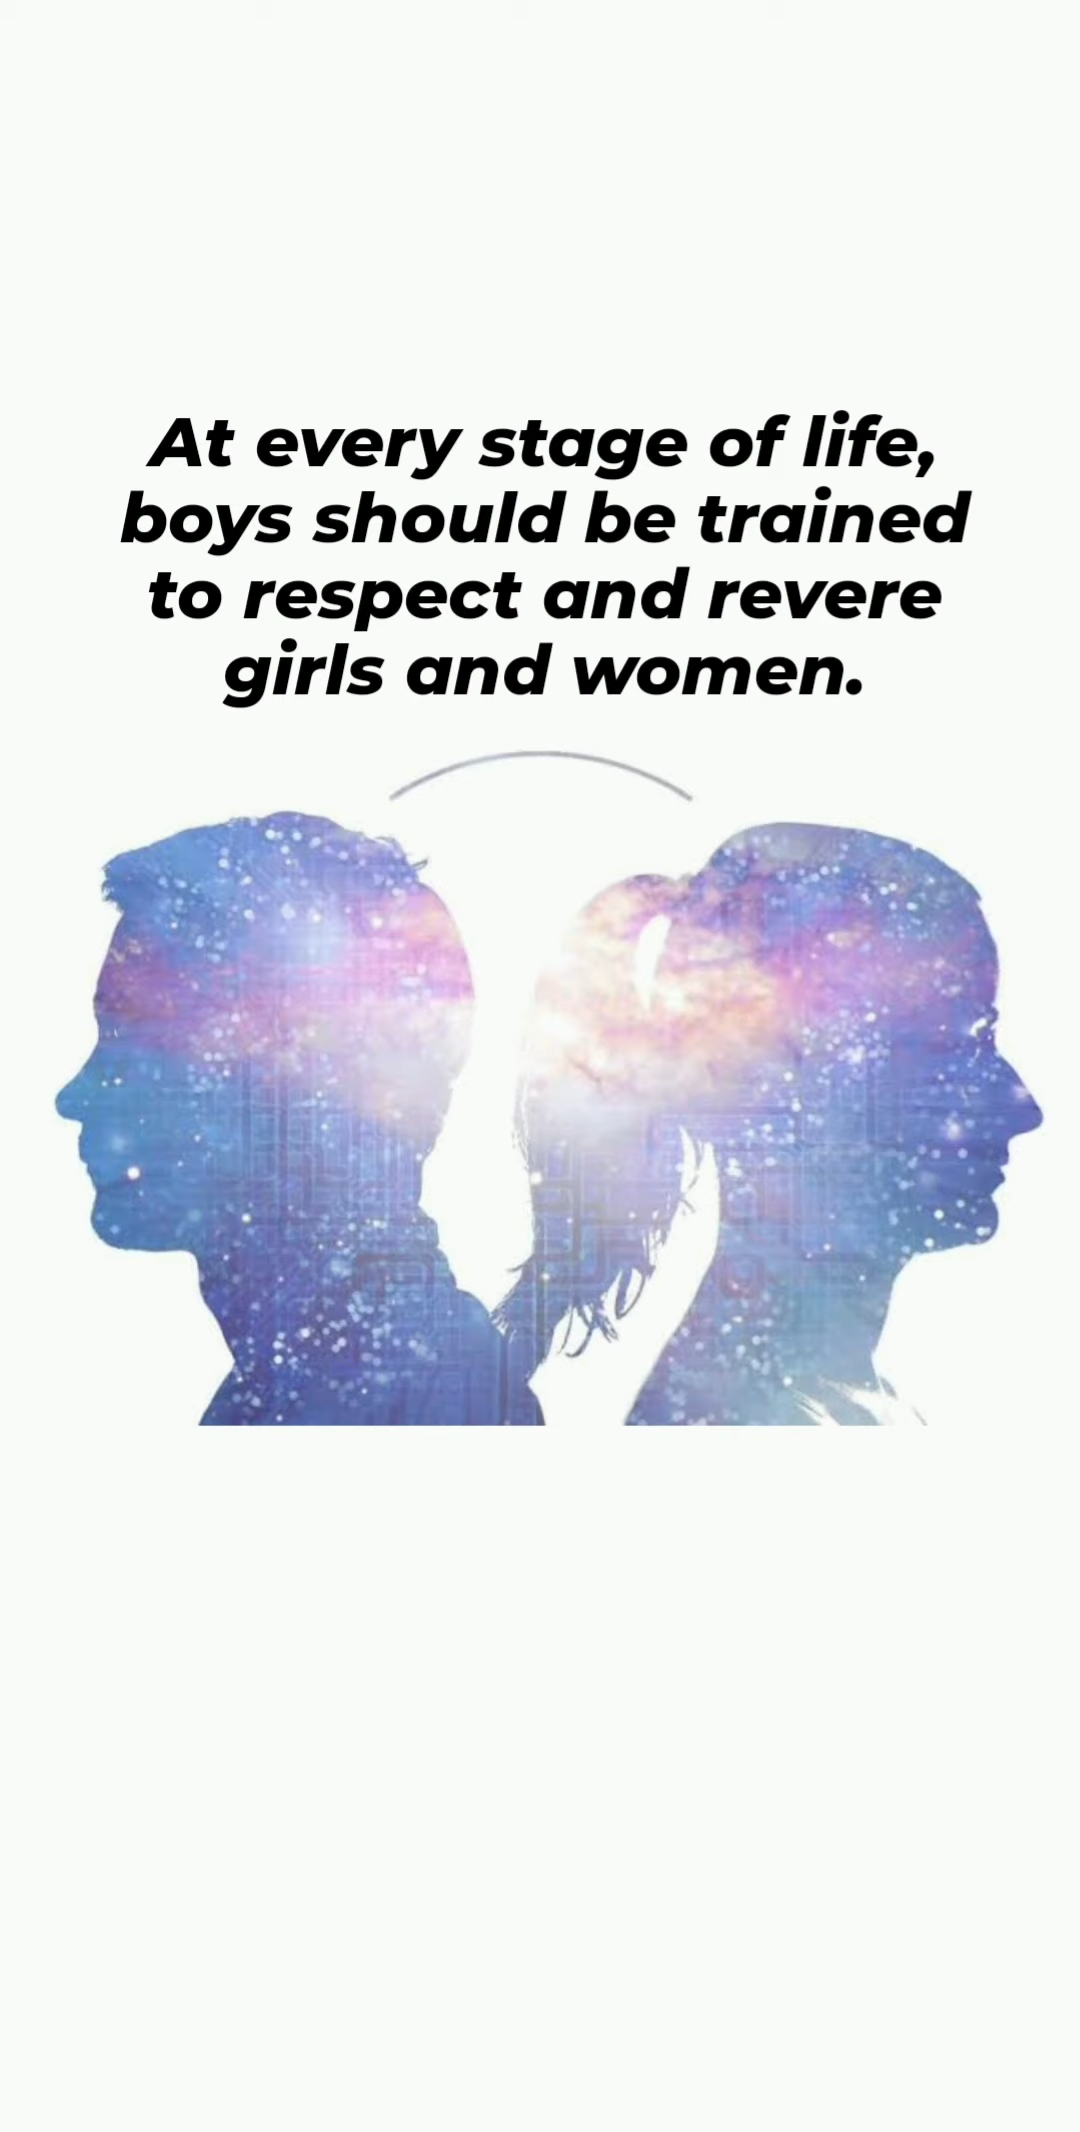 At every stage of life,
boys should be trained
to respect and revere
girls and women.